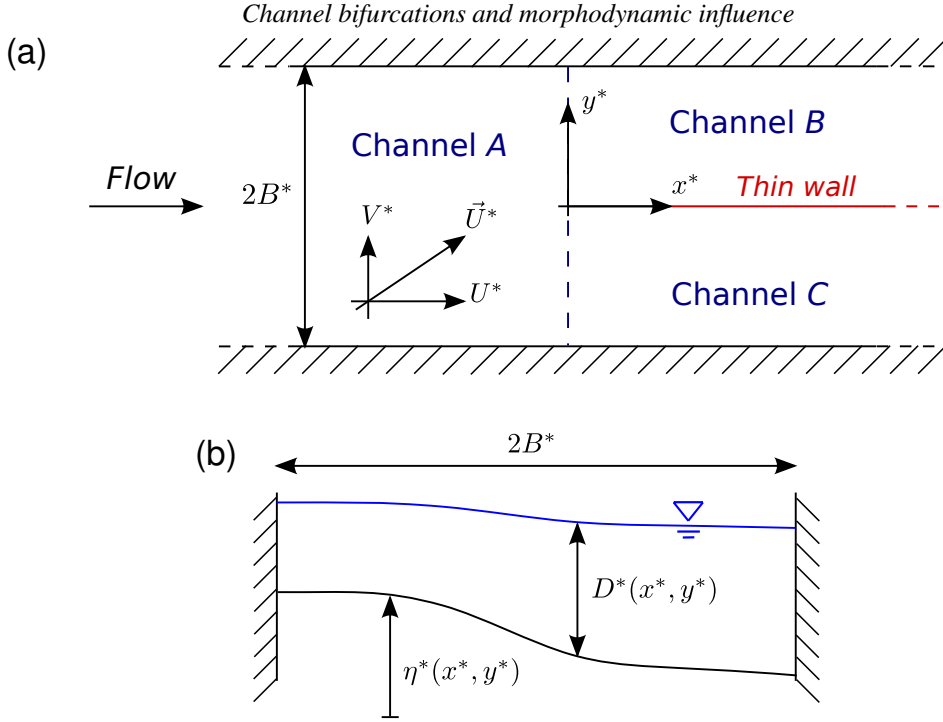 Channel bifurcations and morphodynamic influence
(a)
y*
Channel B
Channel A
Flow
2B*
x*
Thin wall
V*
U⃗*
U*
Channel C
(b)
2B*
D*(x*, y*)
η*(x*, y*)